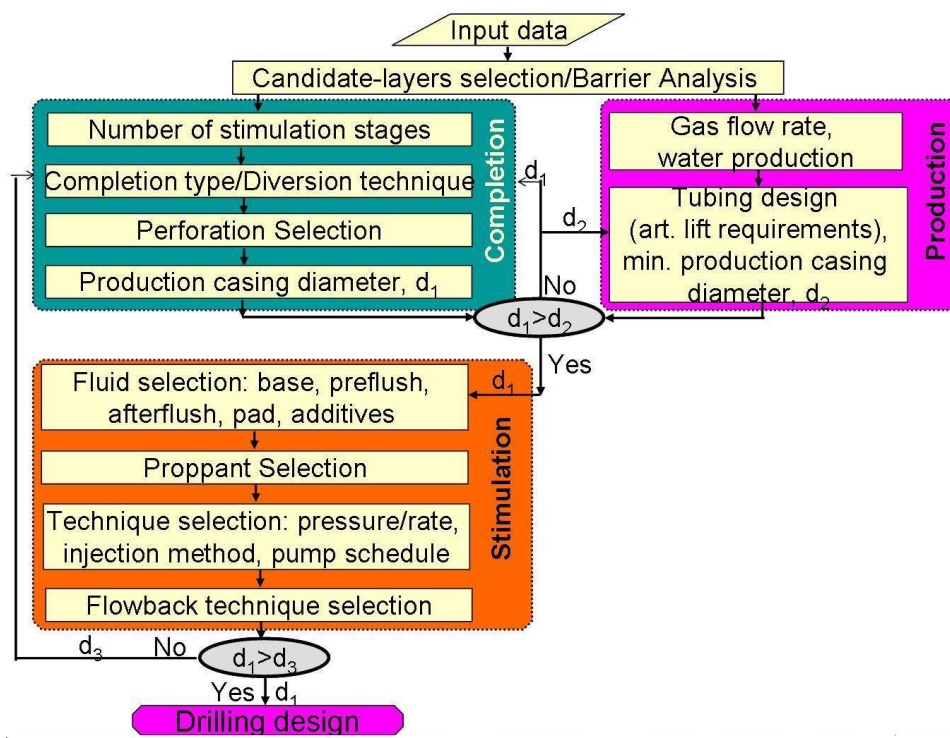 Input data
Candidate-layers selection/Barrier Analysis
Number of stimulation stages
Completion type/Diversion technique
Perforation Selection
Production casing diameter, d₁
Completion
Gas flow rate,
water production
Tubing design
(art. lift requirements),
min. production casing
diameter, d₂
Production
d₁
d₂
No
d₁>d₂
Yes
d₁
Fluid selection: base, preflush,
afterflush, pad, additives
Proppant Selection
Technique selection: pressure/rate,
injection method, pump schedule
Flowback technique selection
Stimulation
d₃
No
d₁>d₃
Yes
d₁
Drilling design